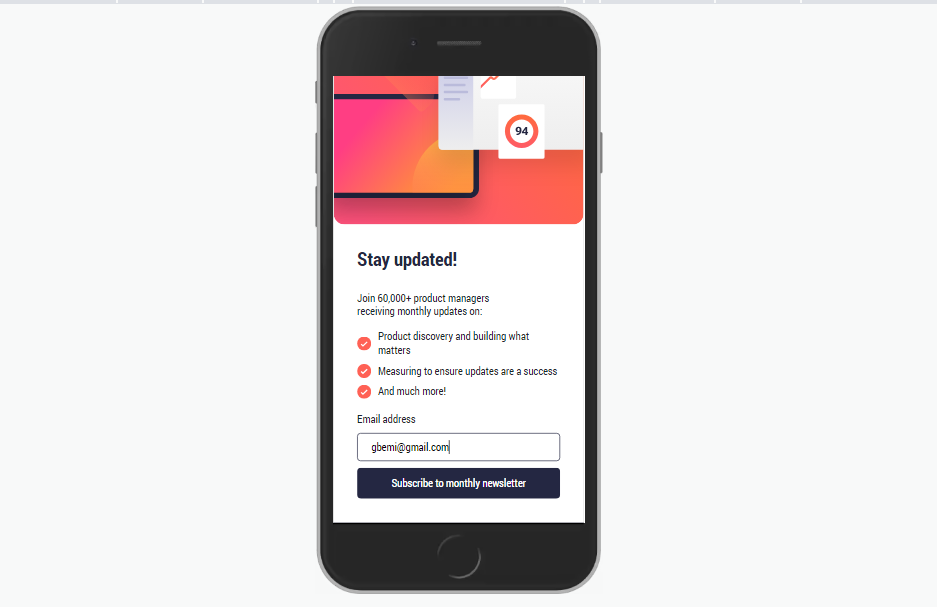 94
Stay updated!
Join 60,000+ product managers
receiving monthly updates on:
Product discovery and building what
matters
Measuring to ensure updates are a success
And much more!
Email address
gbemi@gmail.com
Subscribe to monthly newsletter